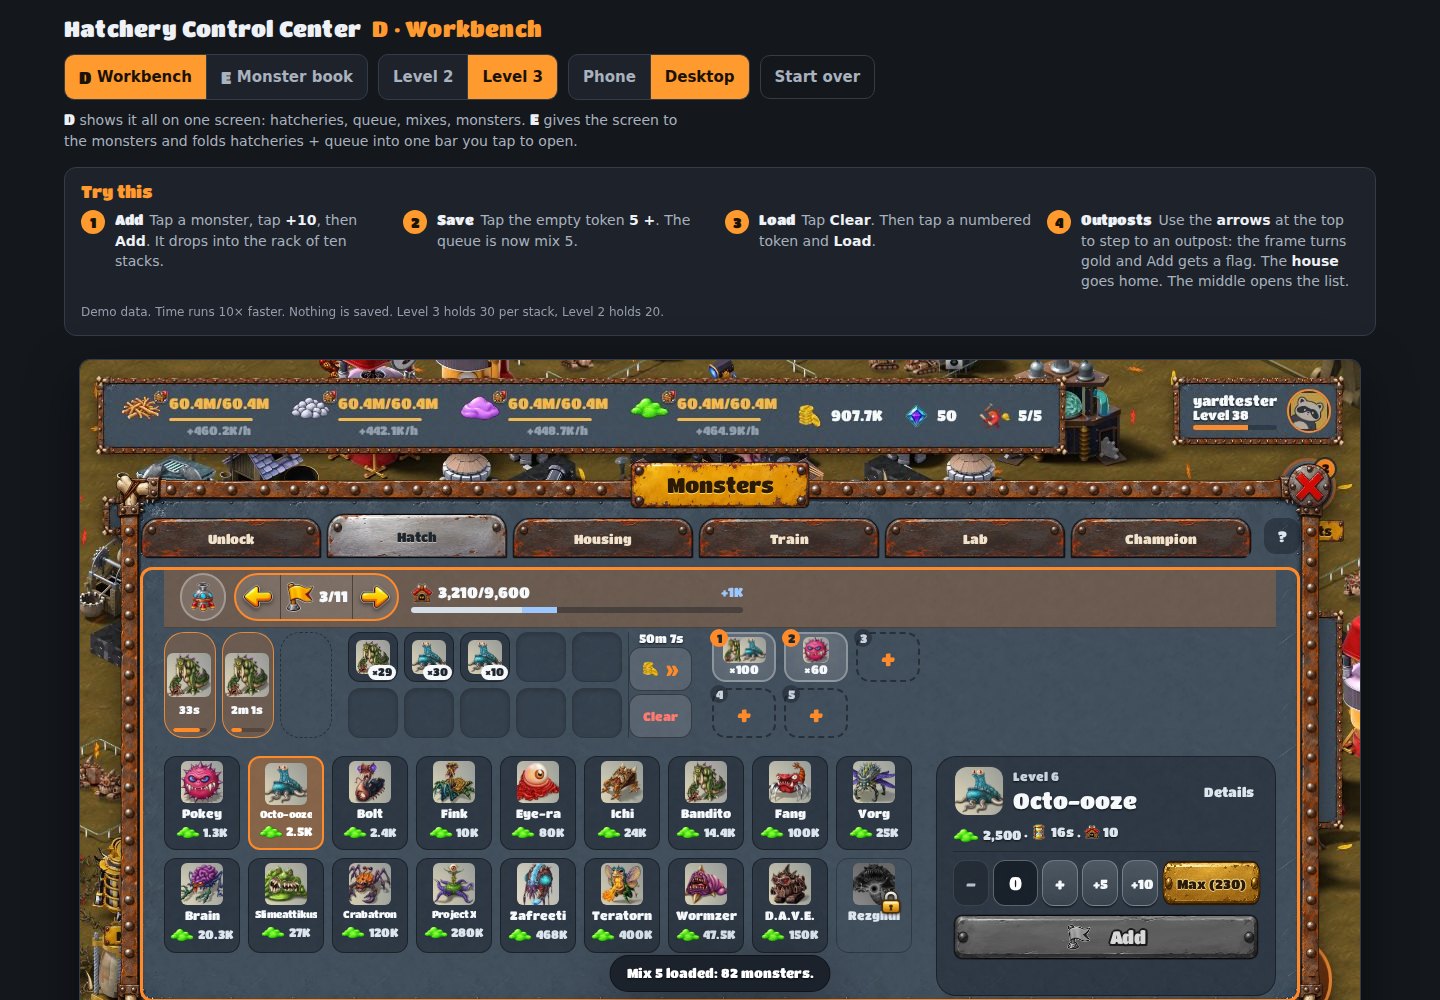 Hatchery Control Center D · Workbench
D Workbench E Monster book Level 2 Level 3 Phone Desktop Start over
D shows it all on one screen: hatcheries, queue, mixes, monsters. E gives the screen to
the monsters and folds hatcheries + queue into one bar you tap to open.
Try this
1 Add Tap a monster, tap +10, then
Add. It drops into the rack of ten
stacks.
2 Save Tap the empty token 5 +. The
queue is now mix 5.
3 Load Tap Clear. Then tap a numbered
token and Load.
4 Outposts Use the arrows at the top
to step to an outpost: the frame turns
gold and Add gets a flag. The house
goes home. The middle opens the list.
Demo data. Time runs 10× faster. Nothing is saved. Level 3 holds 30 per stack, Level 2 holds 20.
60.4M/60.4M 60.4M/60.4M 60.4M/60.4M 60.4M/60.4M 907.7K 50 5/5
+460.2K/h +442.1K/h +448.7K/h +464.9K/h
yardtester
Level 38
Monsters
Unlock Hatch Housing Train Lab Champion ?
3/11 3,210/9,600 +1K
33s 2m 1s
×29 ×30 ×10
50m 7s
Clear
1 ×100 2 ×60 3 +
4 + 5 +
Pokey Octo-ooze Bolt Fink Eye-ra Ichi Bandito Fang Vorg
1.3K 2.5K 2.4K 10K 80K 24K 14.4K 100K 25K
Brain Slimeattikus Crabatron Project X Zafreeti Teratorn Wormzer D.A.V.E. Rezghul
20.3K 27K 120K 280K 468K 400K 47.5K 150K
Level 6
Octo-ooze
Details
2,500 · 16s · 10
− 0 + +5 +10 Max (230)
Add
Mix 5 loaded: 82 monsters.